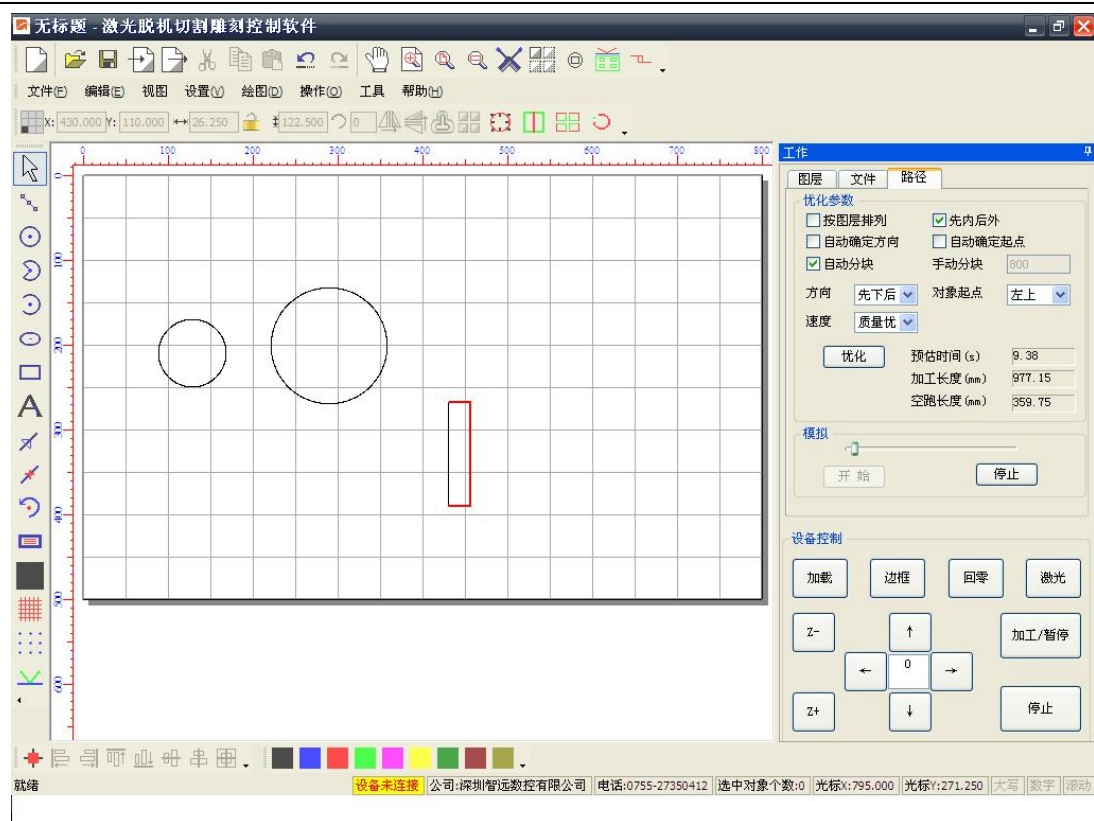 无标题 - 激光脱机切割雕刻控制软件
文件(F) 编辑(E) 视图 设置(V) 绘图(D) 操作(O) 工具 帮助(H)
X: 430.000 Y: 110.000 26.250 122.500 0
0 100 200 300 400 500 600 700 800
0
100
200
300
400
500
600
工作
图层 文件 路径
优化参数
按图层排列 先内后外
自动确定方向 自动确定起点
自动分块 手动分块 800
方向 先下后 对象起点 左上
速度 质量优
优化 预估时间(s) 9.38
加工长度(mm) 977.15
空跑长度(mm) 359.75
模拟
开 始 停止
设备控制
加载 边框 回零 激光
Z- ↑ 加工/暂停
← 0 →
Z+ ↓ 停止
就绪 设备未连接 公司:深圳智远数控有限公司 电话:0755-27350412 选中对象个数:0 光标X:795.000 光标Y:271.250 大写 数字 滚动